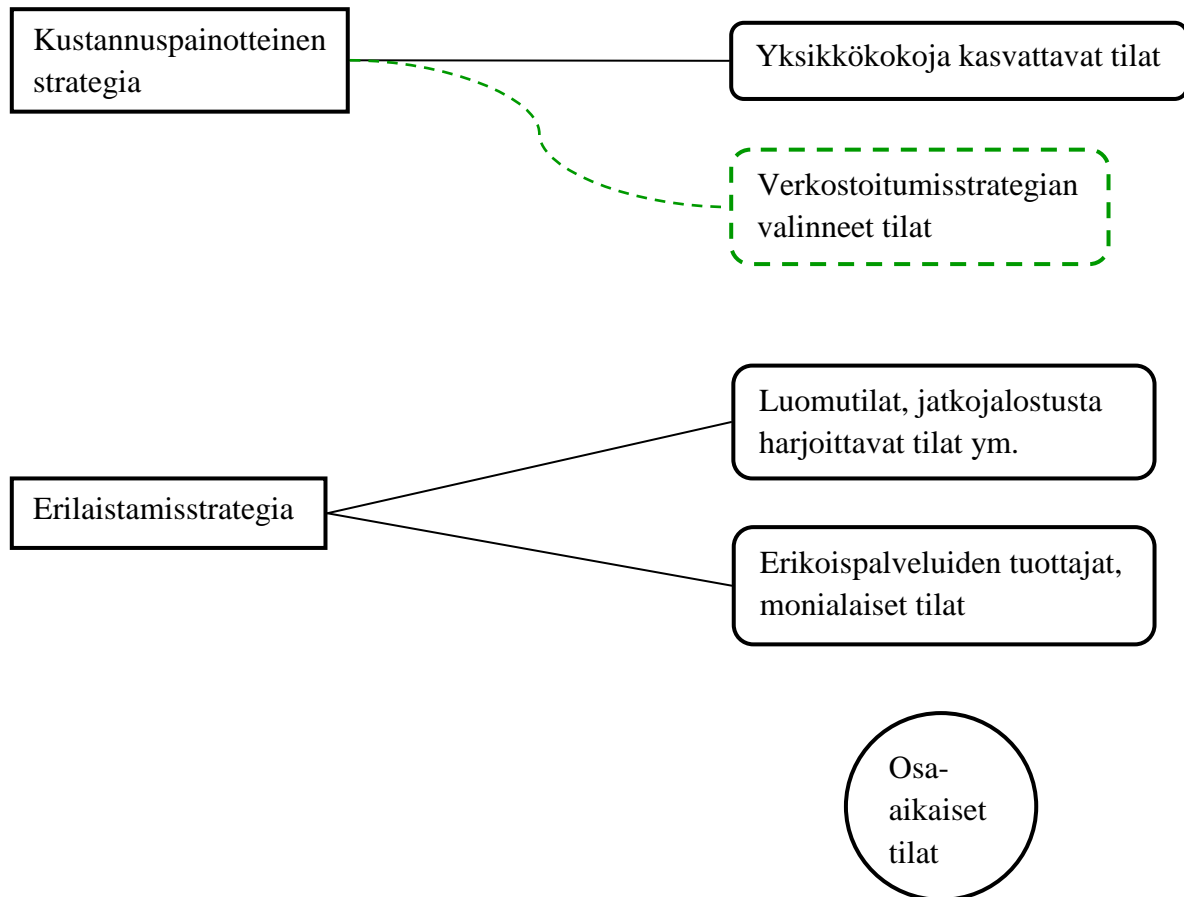 Kustannuspainotteinen
strategia
Yksikkökokoja kasvattavat tilat
Verkostoitumisstrategian
valinneet tilat
Luomutilat, jatkojalostusta
harjoittavat tilat ym.
Erilaistamisstrategia
Erikoispalveluiden tuottajat,
monialaiset tilat
Osa-
aikaiset
tilat